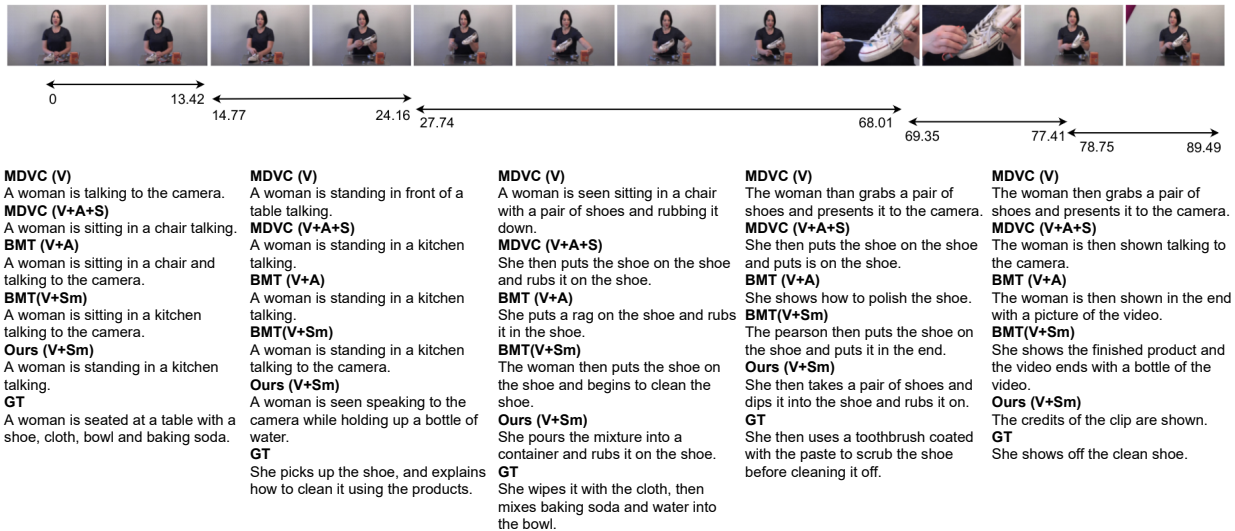 0
13.42
14.77
24.16
27.74
68.01
69.35
77.41
78.75
89.49
MDVC (V)
A woman is talking to the camera.
MDVC (V+A+S)
A woman is sitting in a chair talking.
BMT (V+A)
A woman is sitting in a chair and
talking to the camera.
BMT(V+Sm)
A woman is sitting in a kitchen
talking to the camera.
Ours (V+Sm)
A woman is standing in a kitchen
talking.
GT
A woman is seated at a table with a
shoe, cloth, bowl and baking soda.
MDVC (V)
A woman is standing in front of a
table talking.
MDVC (V+A+S)
A woman is standing in a kitchen
talking.
BMT (V+A)
A woman is standing in a kitchen
talking.
BMT(V+Sm)
A woman is standing in a kitchen
talking to the camera.
Ours (V+Sm)
A woman is seen speaking to the
camera while holding up a bottle of
water.
GT
She picks up the shoe, and explains
how to clean it using the products.
MDVC (V)
A woman is seen sitting in a chair
with a pair of shoes and rubbing it
down.
MDVC (V+A+S)
She then puts the shoe on the shoe
and rubs it on the shoe.
BMT (V+A)
She puts a rag on the shoe and rubs
it in the shoe.
BMT(V+Sm)
The woman then puts the shoe on
the shoe and begins to clean the
shoe.
Ours (V+Sm)
She pours the mixture into a
container and rubs it on the shoe.
GT
She wipes it with the cloth, then
mixes baking soda and water into
the bowl.
MDVC (V)
The woman than grabs a pair of
shoes and presents it to the camera.
MDVC (V+A+S)
She then puts the shoe on the shoe
and puts is on the shoe.
BMT (V+A)
She shows how to polish the shoe.
BMT(V+Sm)
The pearson then puts the shoe on
the shoe and puts it in the end.
Ours (V+Sm)
She then takes a pair of shoes and
dips it into the shoe and rubs it on.
GT
She then uses a toothbrush coated
with the paste to scrub the shoe
before cleaning it off.
MDVC (V)
The woman then grabs a pair of
shoes and presents it to the camera.
MDVC (V+A+S)
The woman is then shown talking to
the camera.
BMT (V+A)
The woman is then shown in the end
with a picture of the video.
BMT(V+Sm)
She shows the finished product and
the video ends with a bottle of the
video.
Ours (V+Sm)
The credits of the clip are shown.
GT
She shows off the clean shoe.